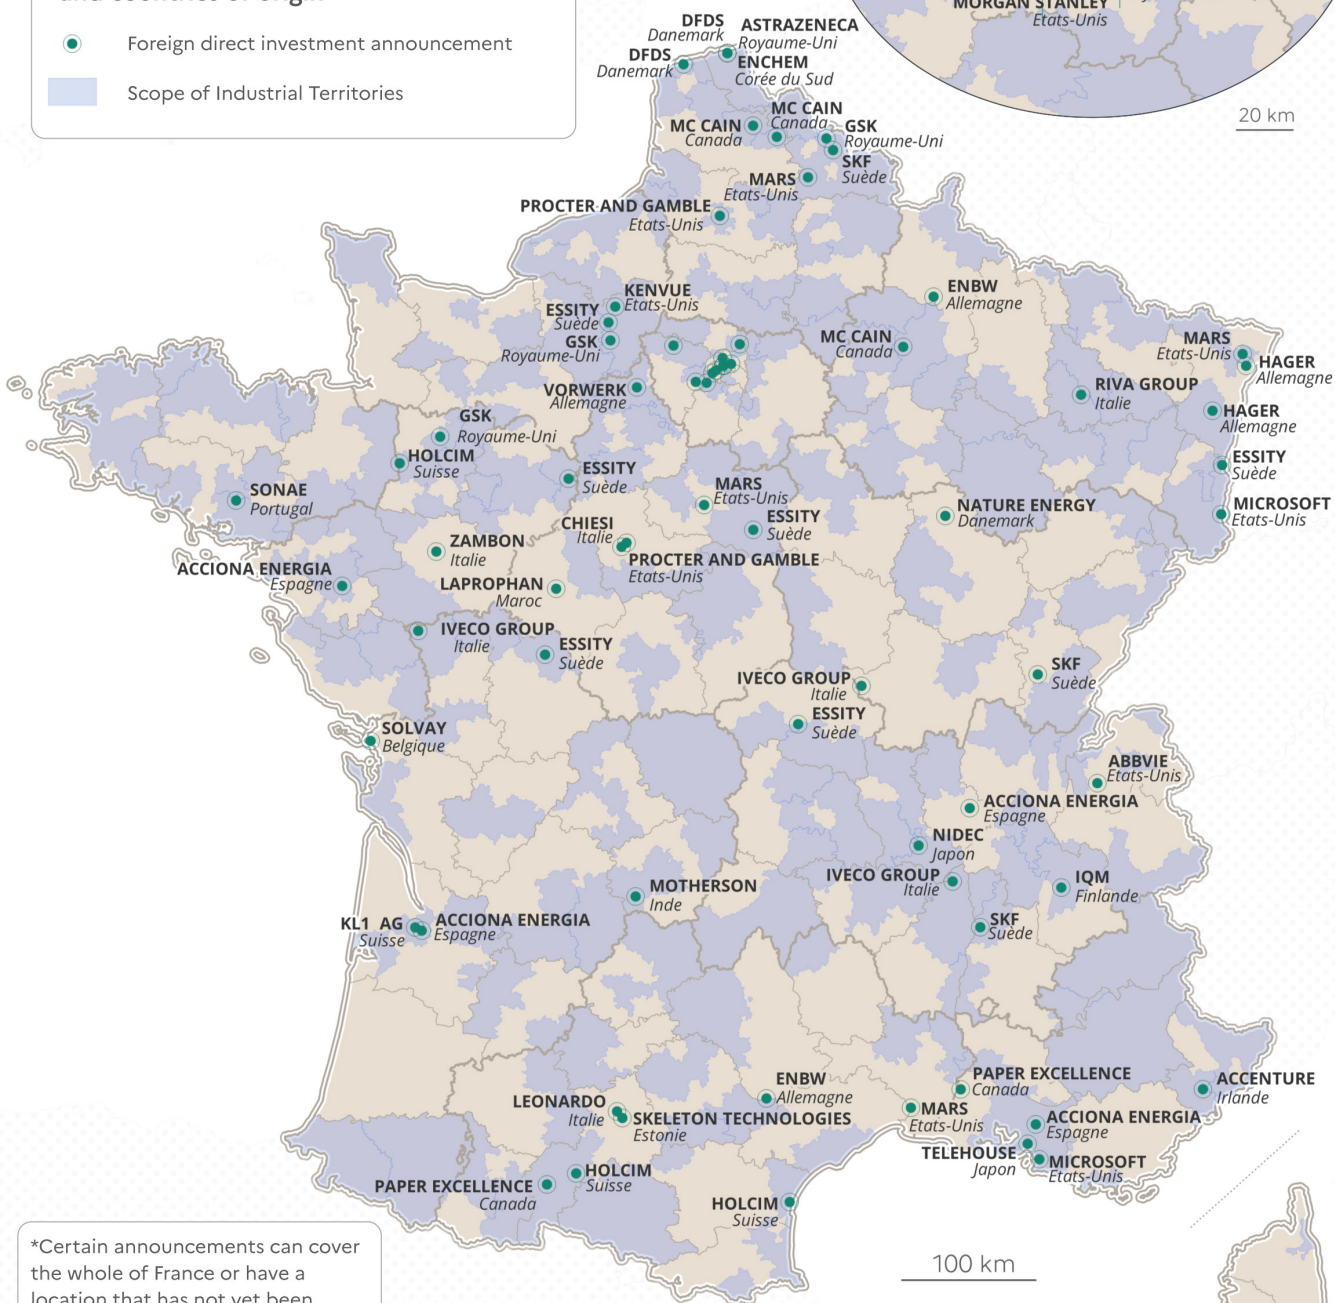 Foreign direct investment announcement
Scope of Industrial Territories
MORGAN STANLEY
Etats-Unis
20 km
DFDS
Danemark
ASTRAZENECA
Royaume-Uni
DFDS
Danemark
ENCHEM
Corée du Sud
MC CAIN
Canada
MC CAIN
Canada
GSK
Royaume-Uni
SKF
Suède
MARS
Etats-Unis
PROCTER AND GAMBLE
Etats-Unis
KENVUE
Etats-Unis
ESSITY
Suède
GSK
Royaume-Uni
VORWERK
Allemagne
ENBW
Allemagne
MC CAIN
Canada
MARS
Etats-Unis
HAGER
Allemagne
RIVA GROUP
Italie
HAGER
Allemagne
ESSITY
Suède
MICROSOFT
Etats-Unis
GSK
Royaume-Uni
HOLCIM
Suisse
ESSITY
Suède
SONAE
Portugal
MARS
Etats-Unis
ESSITY
Suède
NATURE ENERGY
Danemark
CHIESI
Italie
PROCTER AND GAMBLE
Etats-Unis
ZAMBON
Italie
ACCIONA ENERGIA
Espagne
LAPROPHAN
Maroc
IVECO GROUP
Italie
ESSITY
Suède
SKF
Suède
IVECO GROUP
Italie
ESSITY
Suède
SOLVAY
Belgique
ABBVIE
Etats-Unis
ACCIONA ENERGIA
Espagne
NIDEC
Japon
IVECO GROUP
Italie
IQM
Finlande
MOTHERSON
Inde
KL1 AG
Suisse
ACCIONA ENERGIA
Espagne
SKF
Suède
ENBW
Allemagne
PAPER EXCELLENCE
Canada
ACCENTURE
Irlande
LEONARDO
Italie
SKELETON TECHNOLOGIES
Estonie
MARS
Etats-Unis
ACCIONA ENERGIA
Espagne
TELEHOUSE
Japon
MICROSOFT
Etats-Unis
HOLCIM
Suisse
PAPER EXCELLENCE
Canada
HOLCIM
Suisse
100 km
*Certain announcements can cover
the whole of France or have a
location that has not yet been